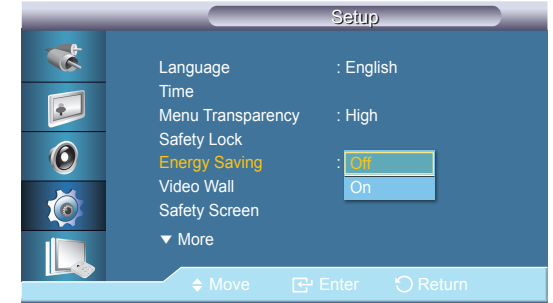 Setup
Language : English
Time
Menu Transparency : High
Safety Lock
Energy Saving : Off
Video Wall On
Safety Screen
▼ More
Move Enter Return